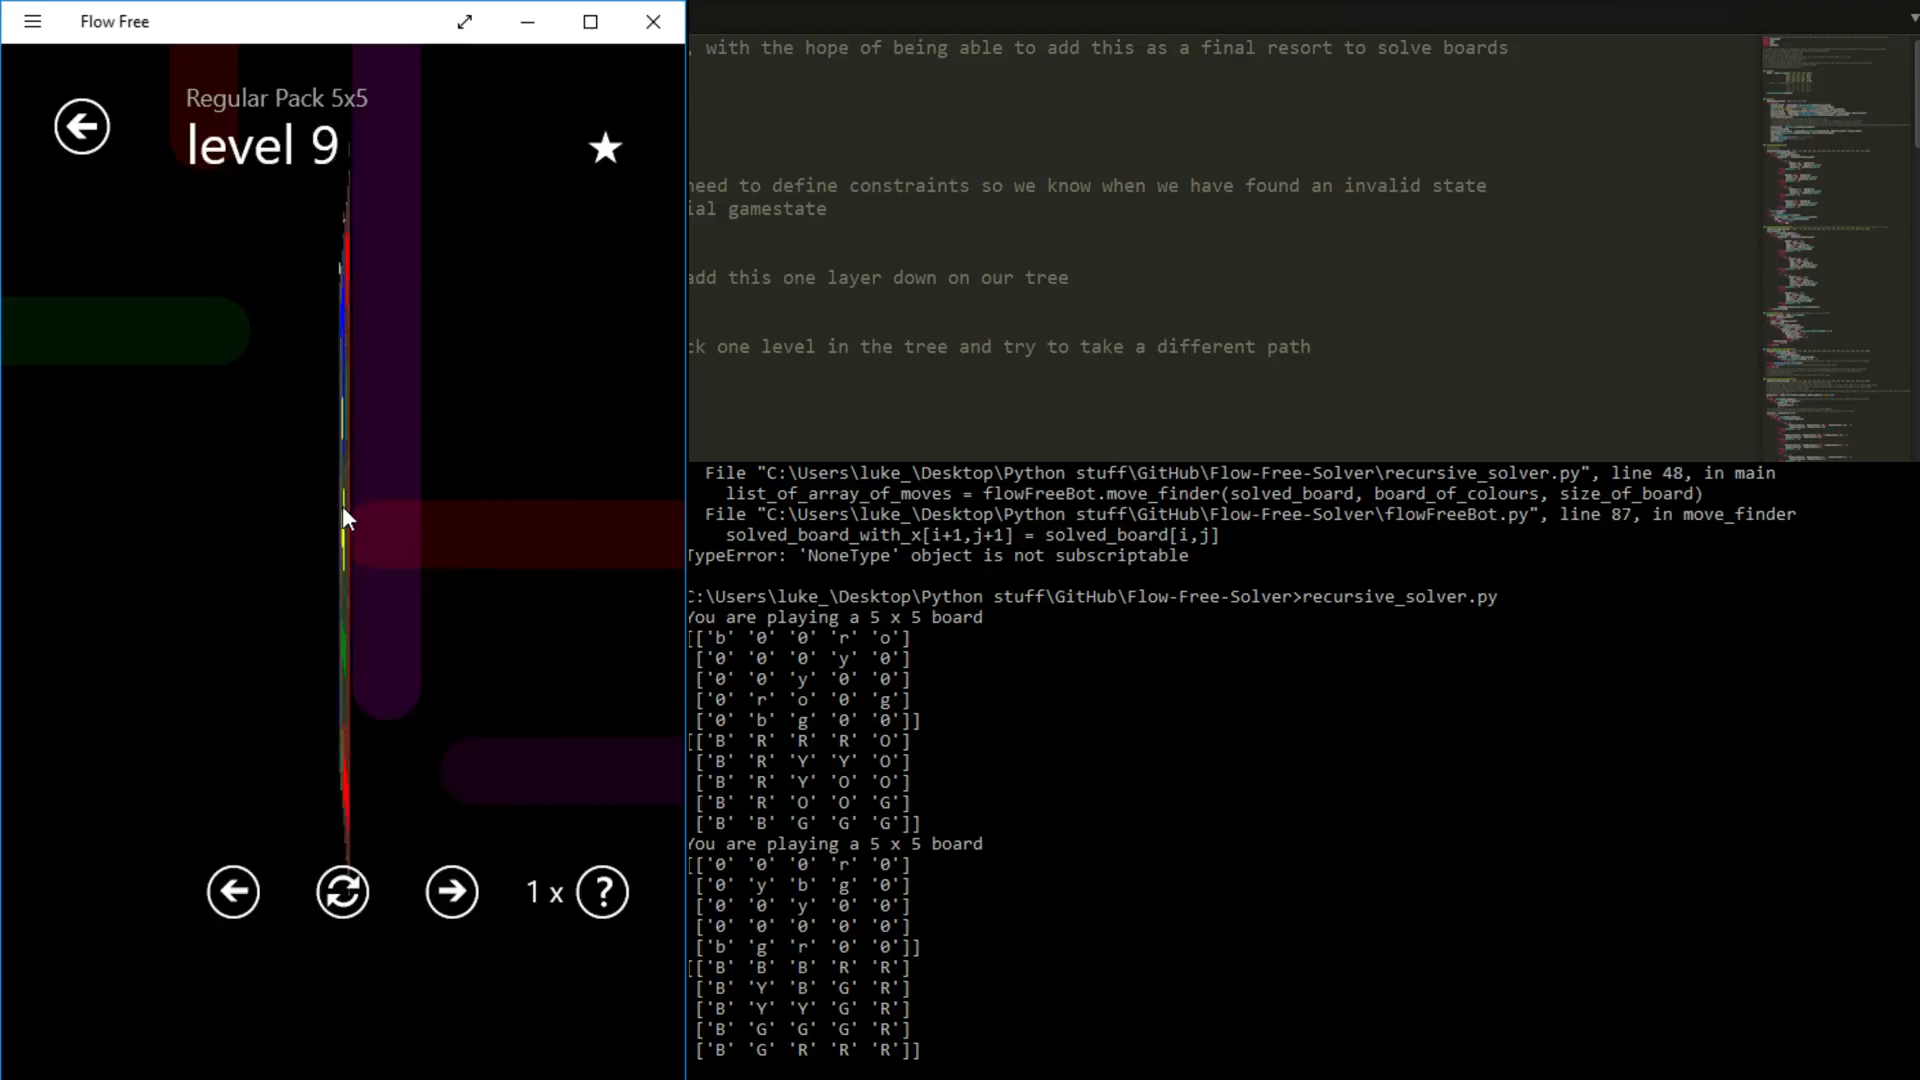 Flow Free
Regular Pack 5x5
level 9
1 x ?
, with the hope of being able to add this as a final resort to solve boards
need to define constraints so we know when we have found an invalid state
ial gamestate
add this one layer down on our tree
ck one level in the tree and try to take a different path
File "C:\Users\luke_\Desktop\Python stuff\GitHub\Flow-Free-Solver\recursive_solver.py", line 48, in main
list_of_array_of_moves = flowFreeBot.move_finder(solved_board, board_of_colours, size_of_board)
File "C:\Users\luke_\Desktop\Python stuff\GitHub\Flow-Free-Solver\flowFreeBot.py", line 87, in move_finder
solved_board_with_x[i+1,j+1] = solved_board[i,j]
TypeError: 'NoneType' object is not subscriptable
C:\Users\luke_\Desktop\Python stuff\GitHub\Flow-Free-Solver>recursive_solver.py
You are playing a 5 x 5 board
[['b' '0' '0' 'r' 'o']
['0' '0' '0' 'y' '0']
['0' '0' 'y' '0' '0']
['0' 'r' 'o' '0' 'g']
['0' 'b' 'g' '0' '0']]
[['B' 'R' 'R' 'R' 'O']
['B' 'R' 'Y' 'Y' 'O']
['B' 'R' 'Y' 'O' 'O']
['B' 'R' 'O' 'O' 'G']
['B' 'B' 'G' 'G' 'G']]
You are playing a 5 x 5 board
[['0' '0' '0' 'r' '0']
['0' 'y' 'b' 'g' '0']
['0' '0' 'y' '0' '0']
['0' '0' '0' '0' '0']
['b' 'g' 'r' '0' '0']]
[['B' 'B' 'B' 'R' 'R']
['B' 'Y' 'B' 'G' 'R']
['B' 'Y' 'Y' 'G' 'R']
['B' 'G' 'G' 'G' 'R']
['B' 'G' 'R' 'R' 'R']]